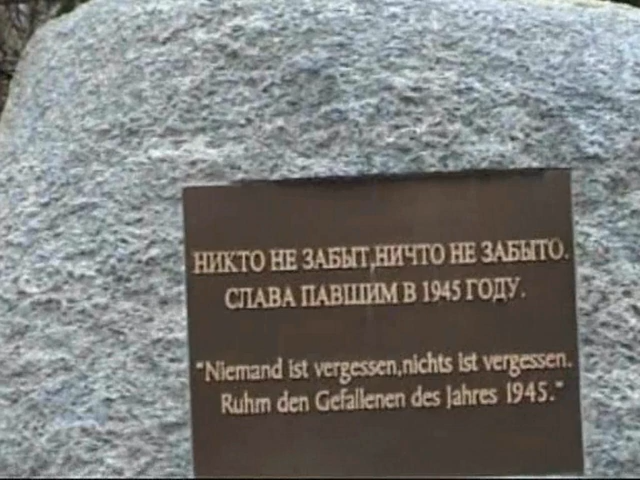 НИКТО НЕ ЗАБЫТ,НИЧТО НЕ ЗАБЫТО.
СЛАВА ПАВШИМ В 1945 ГОДУ.
"Niemand ist vergessen,nichts ist vergessen.
Ruhm den Gefallenen des Jahres 1945."